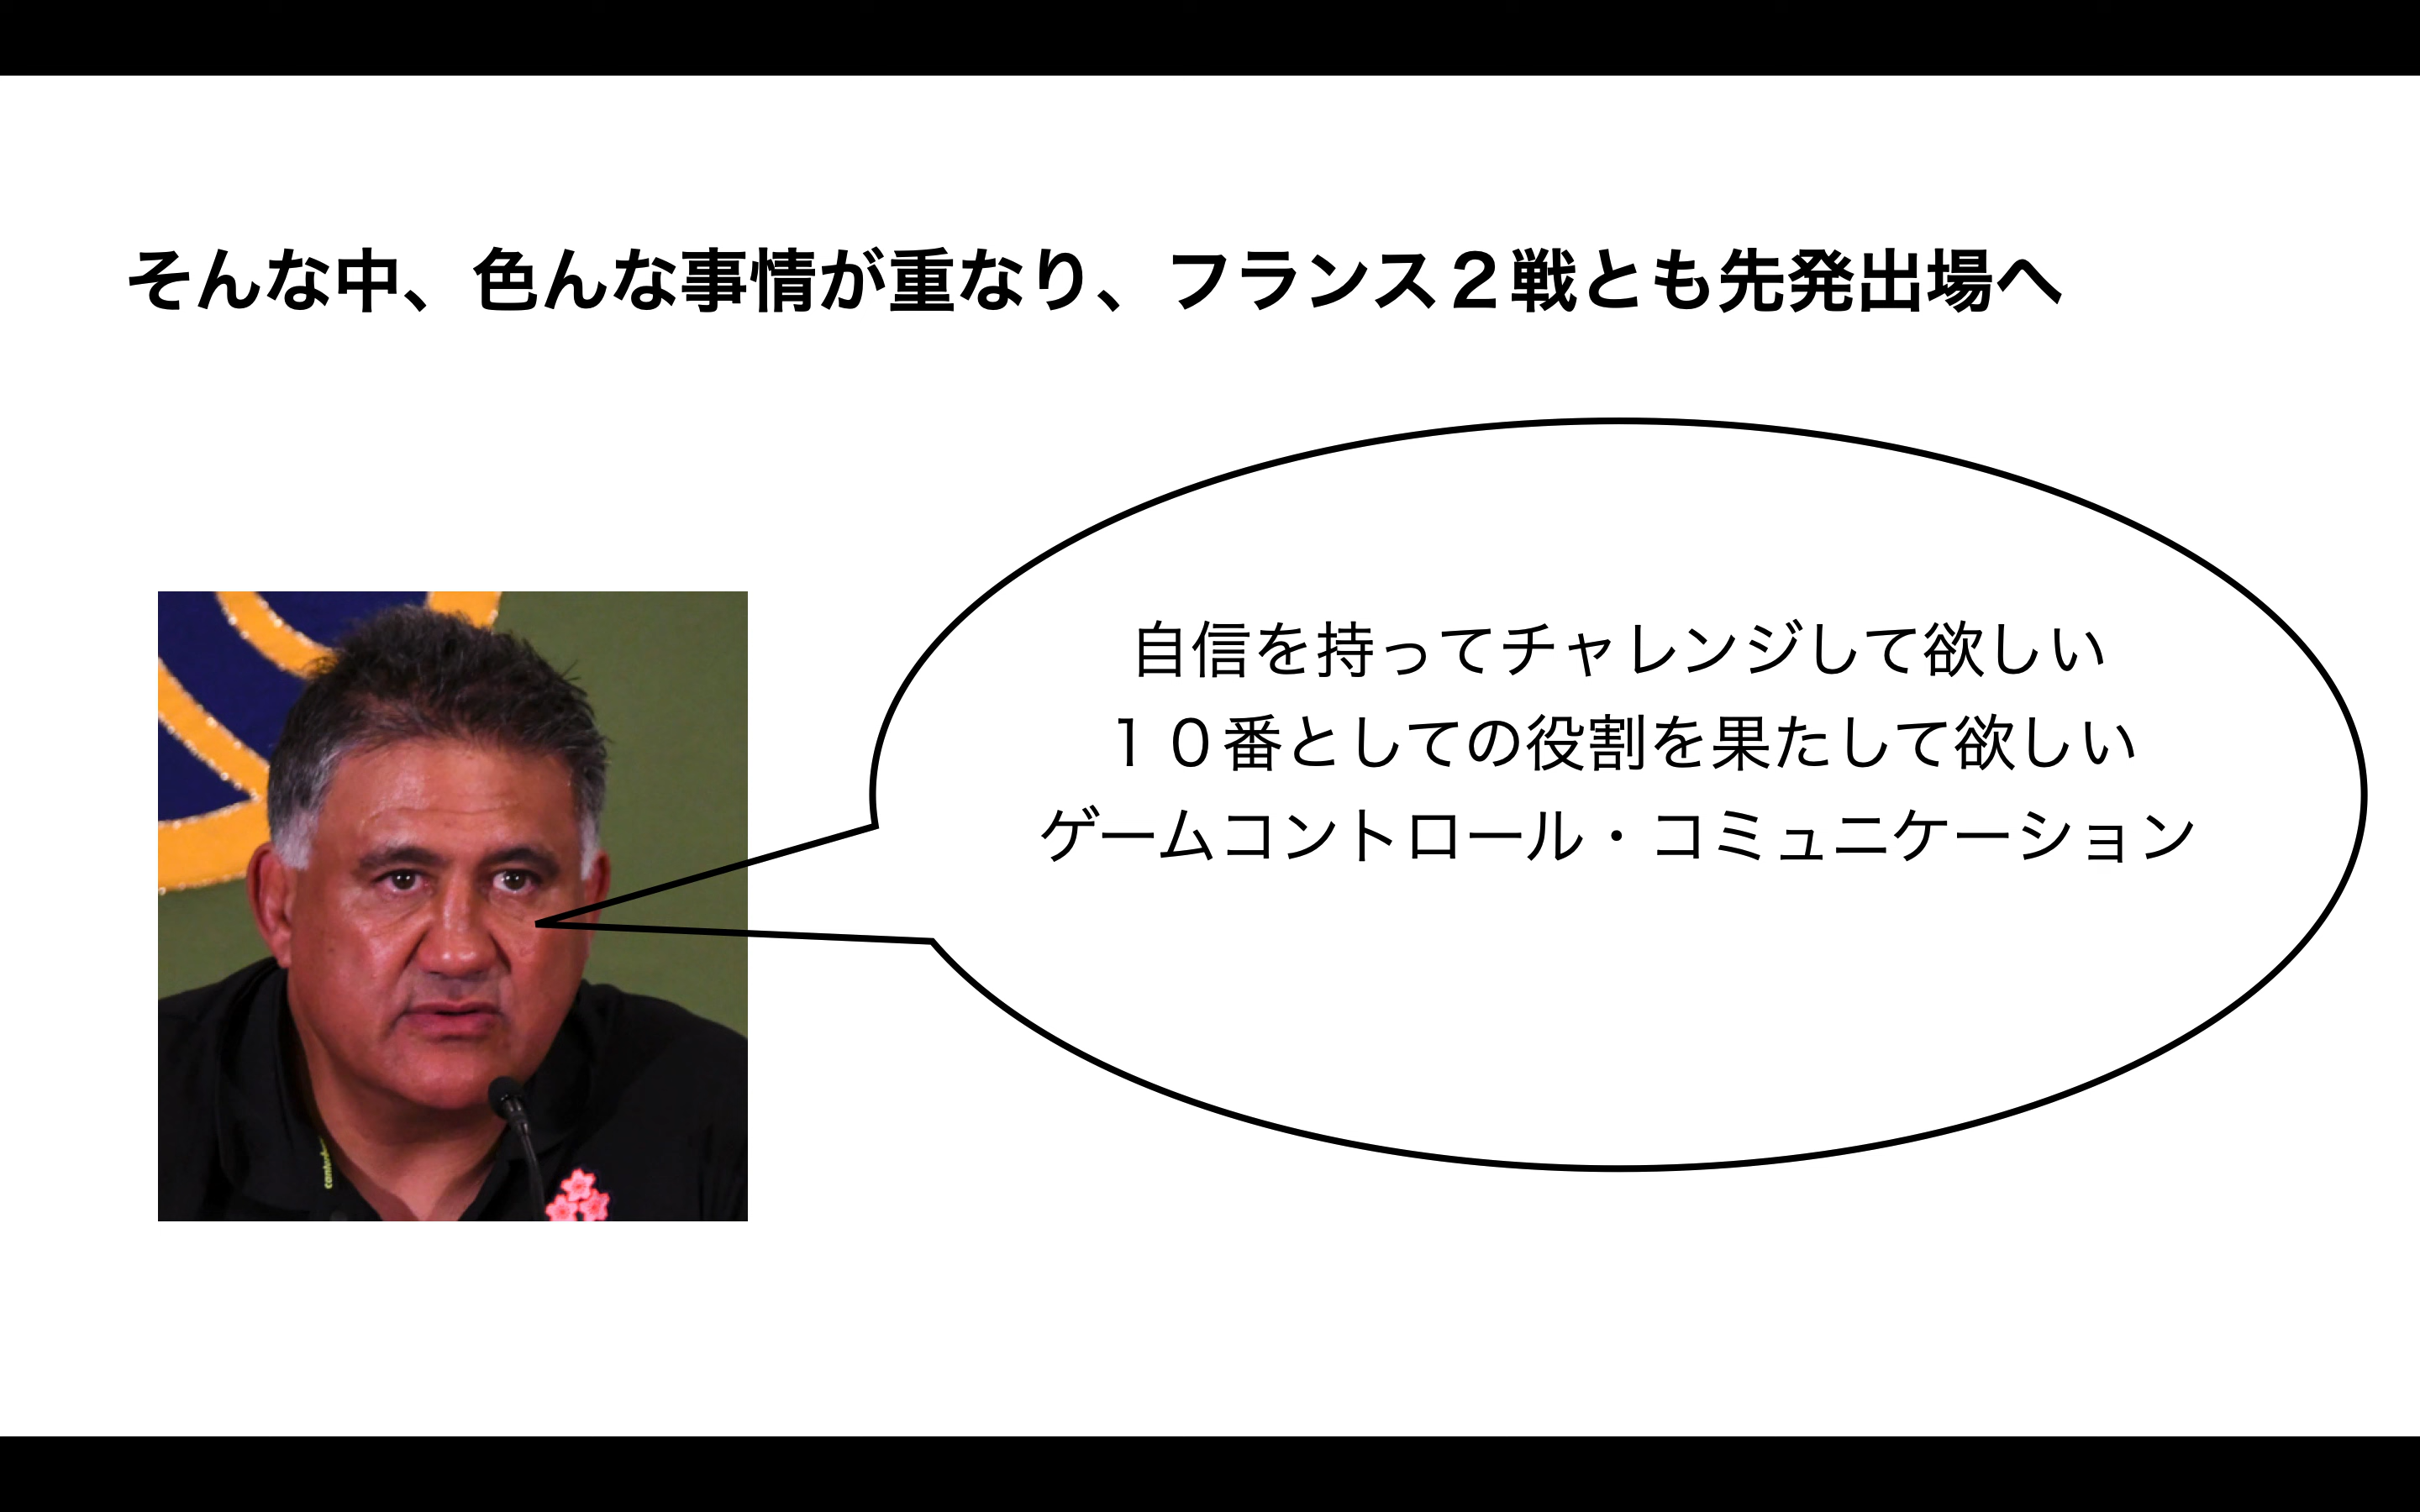 そんな中、色んな事情が重なり、フランス２戦とも先発出場へ
自信を持ってチャレンジして欲しい
１０番としての役割を果たして欲しい
ゲームコントロール・コミュニケーション